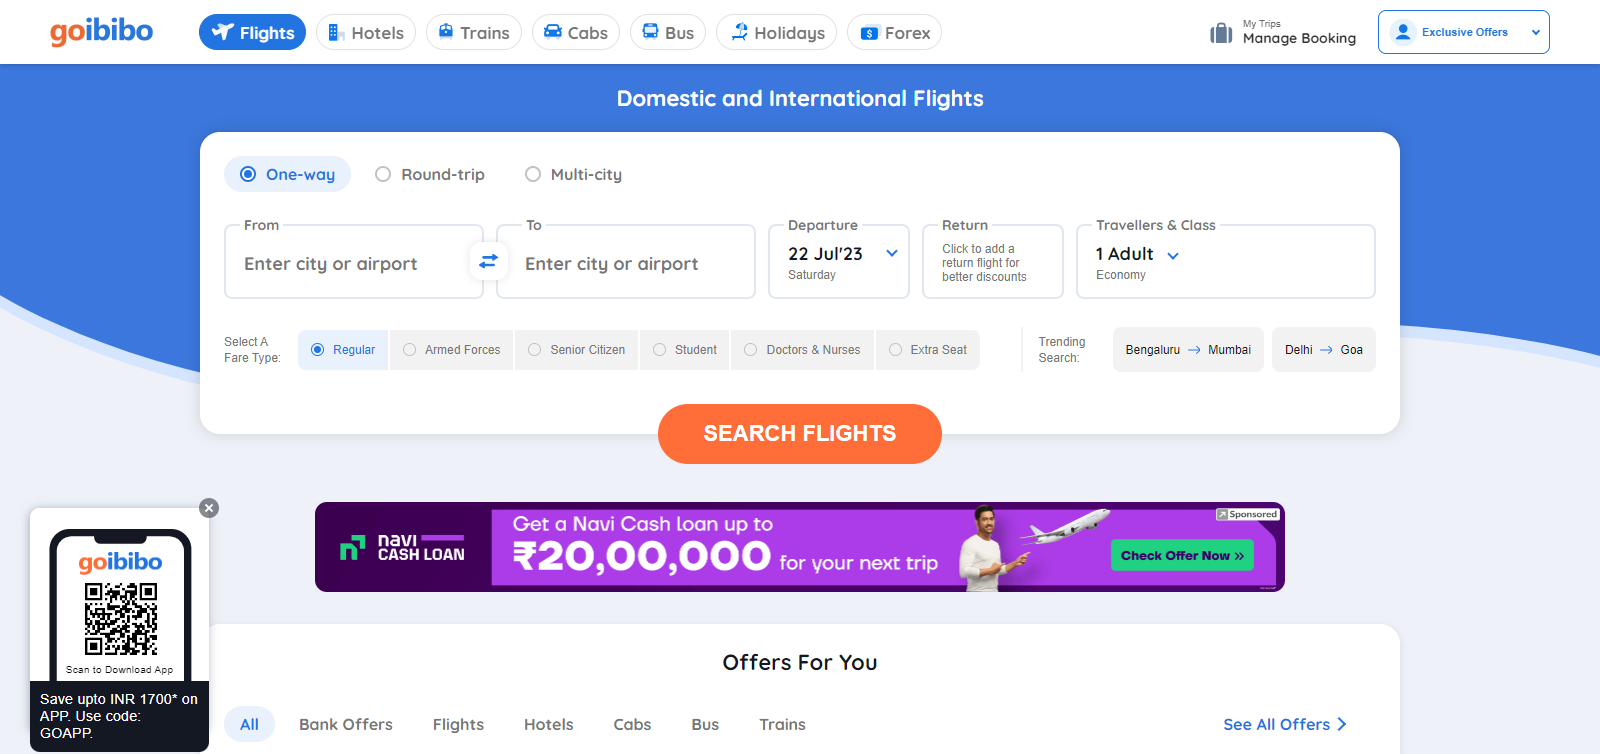 goibibo
Flights
Hotels
Trains
Cabs
Bus
Holidays
Forex
My Trips
Manage Booking
Exclusive Offers
Domestic and International Flights
One-way
Round-trip
Multi-city
From
Enter city or airport
To
Enter city or airport
Departure
22 Jul'23
Saturday
Return
Click to add a
return flight for
better discounts
Travellers & Class
1 Adult
Economy
Select A
Fare Type:
Regular
Armed Forces
Senior Citizen
Student
Doctors & Nurses
Extra Seat
Trending
Search:
Bengaluru → Mumbai
Delhi → Goa
SEARCH FLIGHTS
navi
CASH LOAN
Get a Navi Cash loan up to
₹20,00,000 for your next trip
Sponsored
Check Offer Now »
goibibo
Scan to Download App
Save upto INR 1700* on
APP. Use code:
GOAPP.
Offers For You
All
Bank Offers
Flights
Hotels
Cabs
Bus
Trains
See All Offers